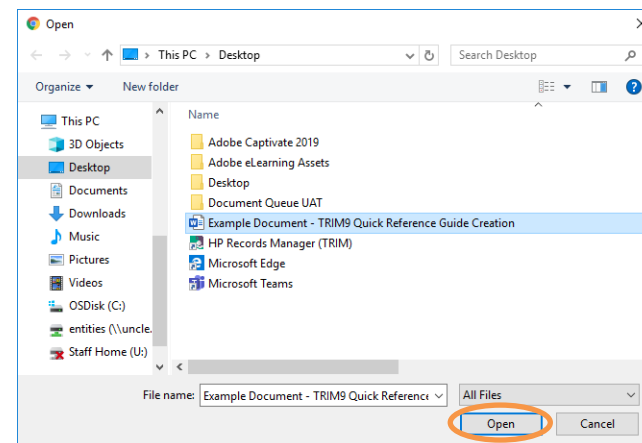 Open
This PC > Desktop
Search Desktop
Organize
New folder
?
Name
This PC
3D Objects
Desktop
Documents
Downloads
Music
Pictures
Videos
OSDisk (C:)
entities (\\uncle.
Staff Home (U:)
Adobe Captivate 2019
Adobe eLearning Assets
Desktop
Document Queue UAT
Example Document - TRIM9 Quick Reference Guide Creation
HP Records Manager (TRIM)
Microsoft Edge
Microsoft Teams
File name: Example Document - TRIM9 Quick Reference
All Files
Open
Cancel